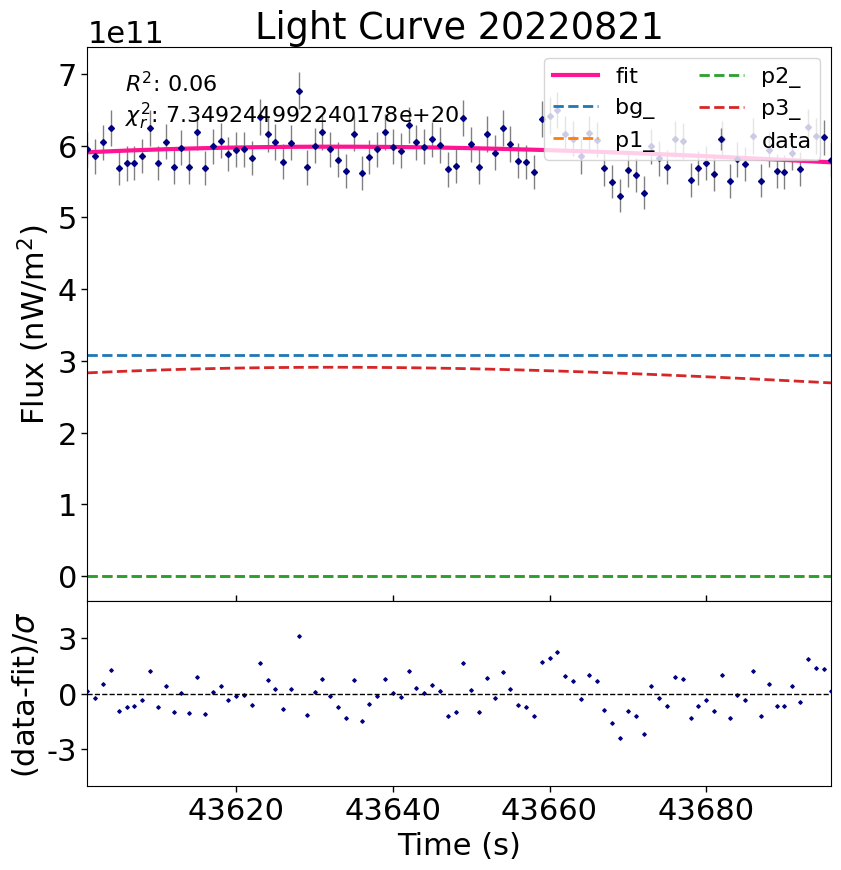 Light Curve 20220821
1e11
R²: 0.06
χ²ᵣ: 7.349244992240178e+20
fit
bg_
p1_
p2_
p3_
data
7
6
5
4
3
2
1
0
Flux (nW/m²)
3
0
-3
(data-fit)/σ
43620 43640 43660 43680
Time (s)